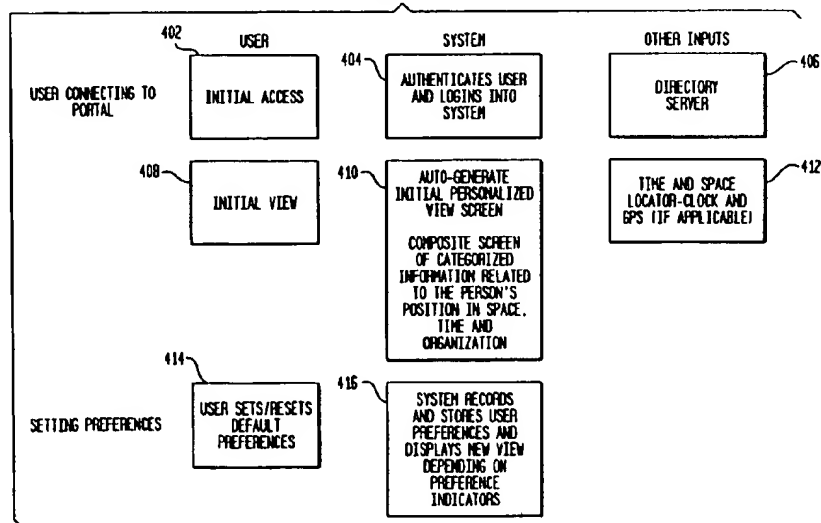 USER
SYSTEM
OTHER INPUTS
USER CONNECTING TO
PORTAL
402
INITIAL ACCESS
404
AUTHENTICATES USER
AND LOGINS INTO
SYSTEM
406
DIRECTORY
SERVER
408
INITIAL VIEW
410
AUTO-GENERATE
INITIAL PERSONALIZED
VIEW SCREEN
COMPOSITE SCREEN
OF CATEGORIZED
INFORMATION RELATED
TO THE PERSON'S
POSITION IN SPACE,
TIME AND
ORGANIZATION
412
TIME AND SPACE
LOCATOR-CLOCK AND
GPS (IF APPLICABLE)
SETTING PREFERENCES
414
USER SETS/RESETS
DEFAULT
PREFERENCES
416
SYSTEM RECORDS
AND STORES USER
PREFERENCES AND
DISPLAYS NEW VIEW
DEPENDING ON
PREFERENCE
INDICATORS